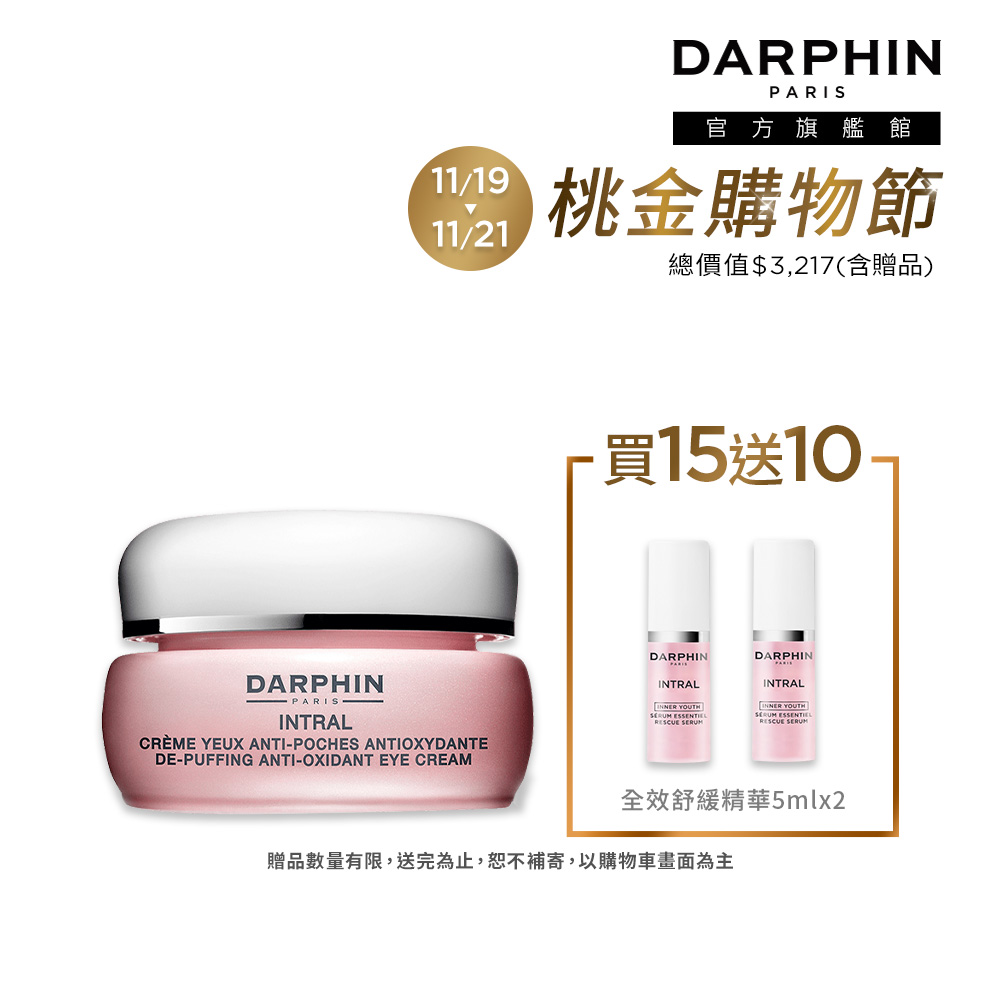 DARPHIN
PARIS
官方旗艦館
11/19
11/21
桃金購物節
總價值$3,217(含贈品)
買15送10
DARPHIN
PARIS
INTRAL
CRÈME YEUX ANTI-POCHES ANTIOXYDANTE
DE-PUFFING ANTI-OXIDANT EYE CREAM
DARPHIN
PARIS
INTRAL
INNER YOUTH
SÉRUM ESSENTIEL
RESCUE SERUM
DARPHIN
PARIS
INTRAL
INNER YOUTH
SÉRUM ESSENTIEL
RESCUE SERUM
全效舒緩精華5mlx2
贈品數量有限，送完為止，恕不補寄，以購物車畫面為主